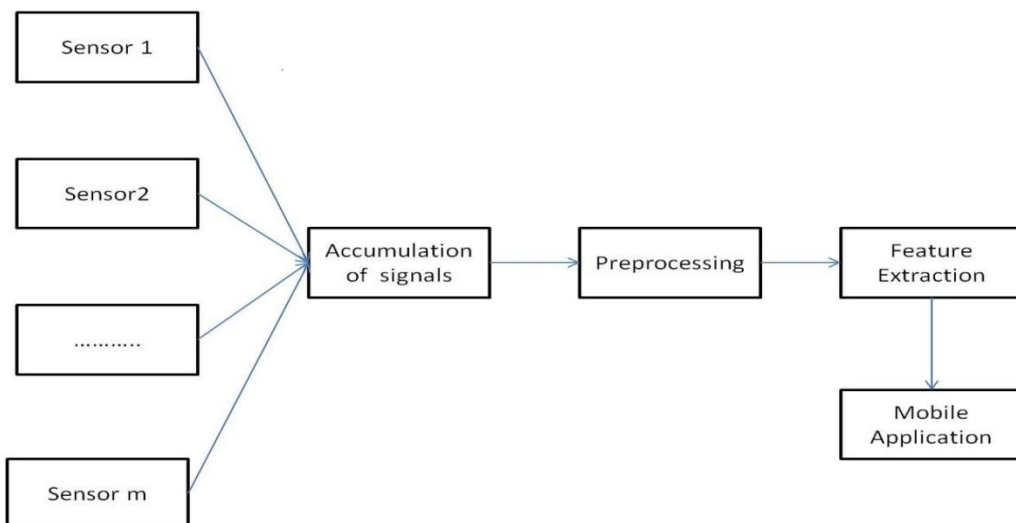 Sensor 1
Sensor2
………..
Sensor m
Accumulation
of signals
Preprocessing
Feature
Extraction
Mobile
Application